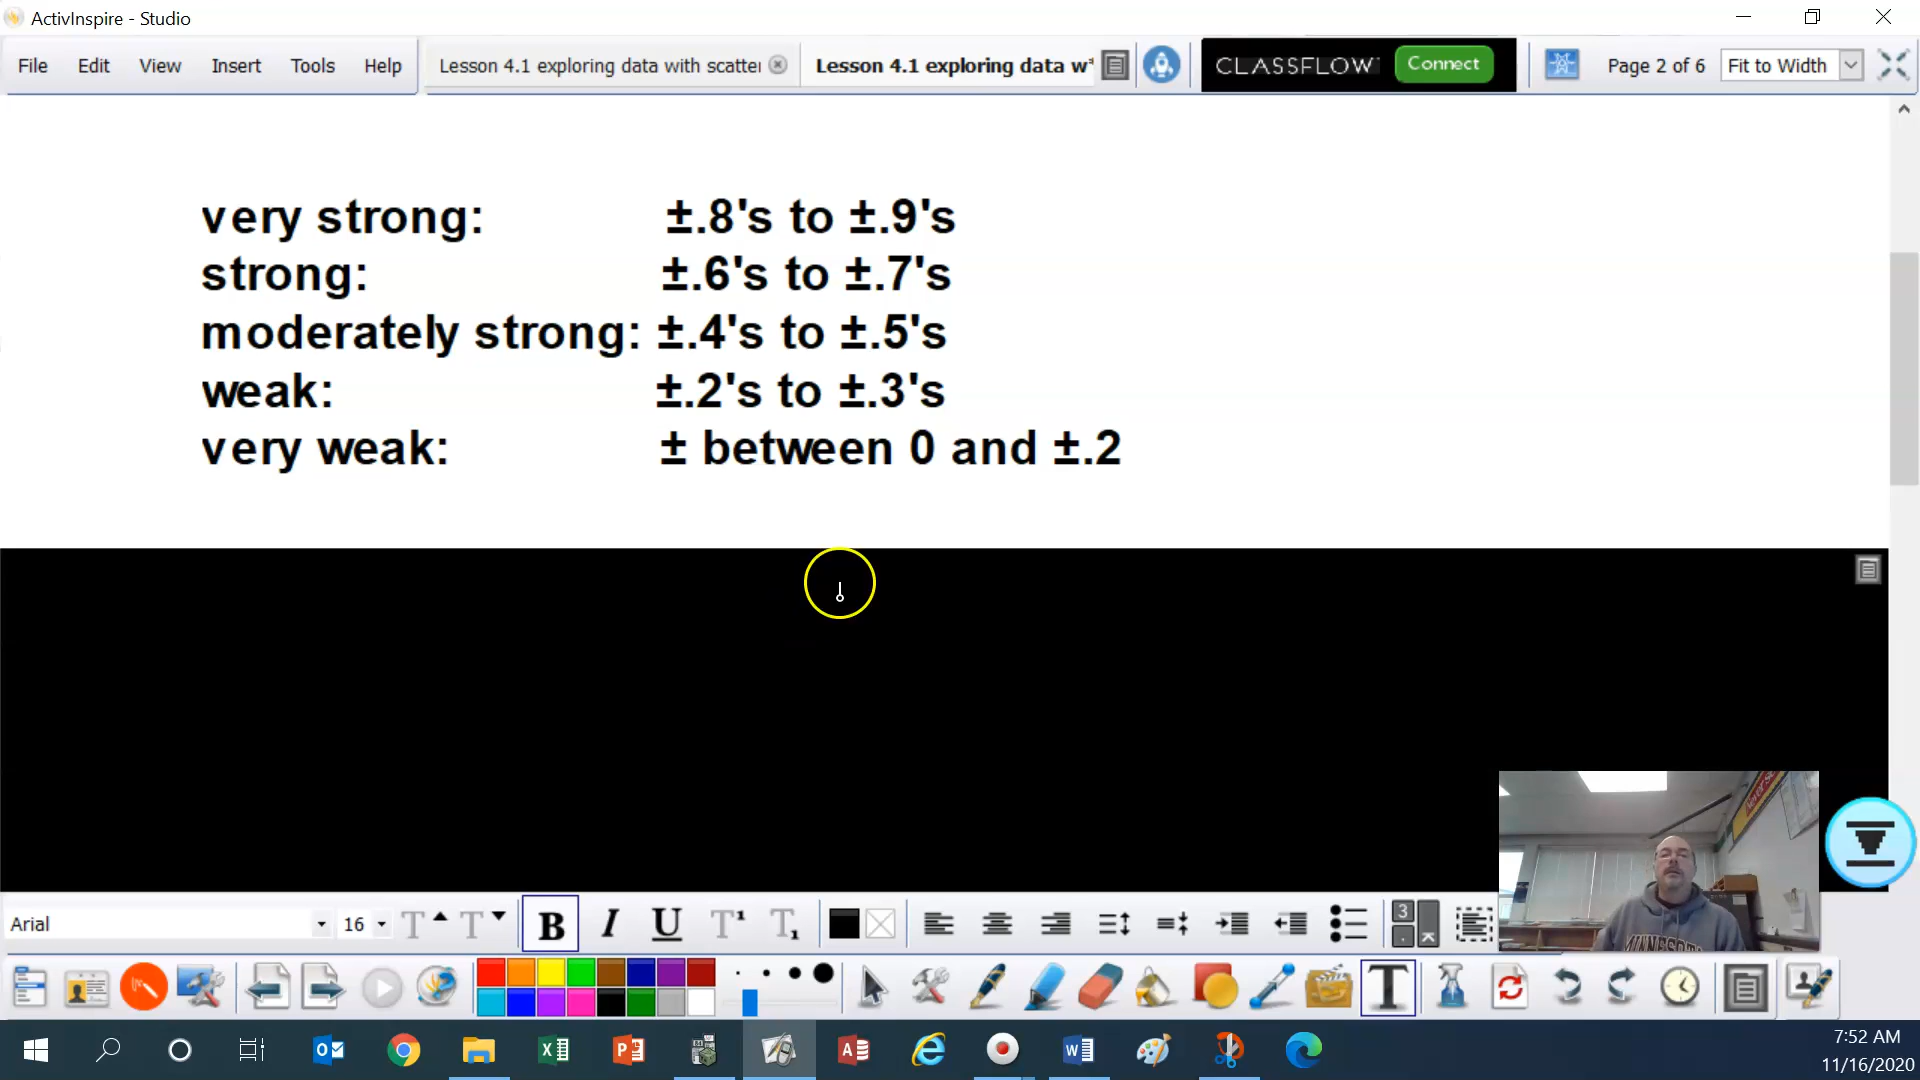 ActivInspire - Studio
File Edit View Insert Tools Help
Lesson 4.1 exploring data with scatter
Lesson 4.1 exploring data w*
CLASSFLOW Connect
Page 2 of 6 Fit to Width
very strong: ±.8's to ±.9's
strong: ±.6's to ±.7's
moderately strong: ±.4's to ±.5's
weak: ±.2's to ±.3's
very weak: ± between 0 and ±.2
MINNESOTA
Arial 16 B I U
7:52 AM
11/16/2020